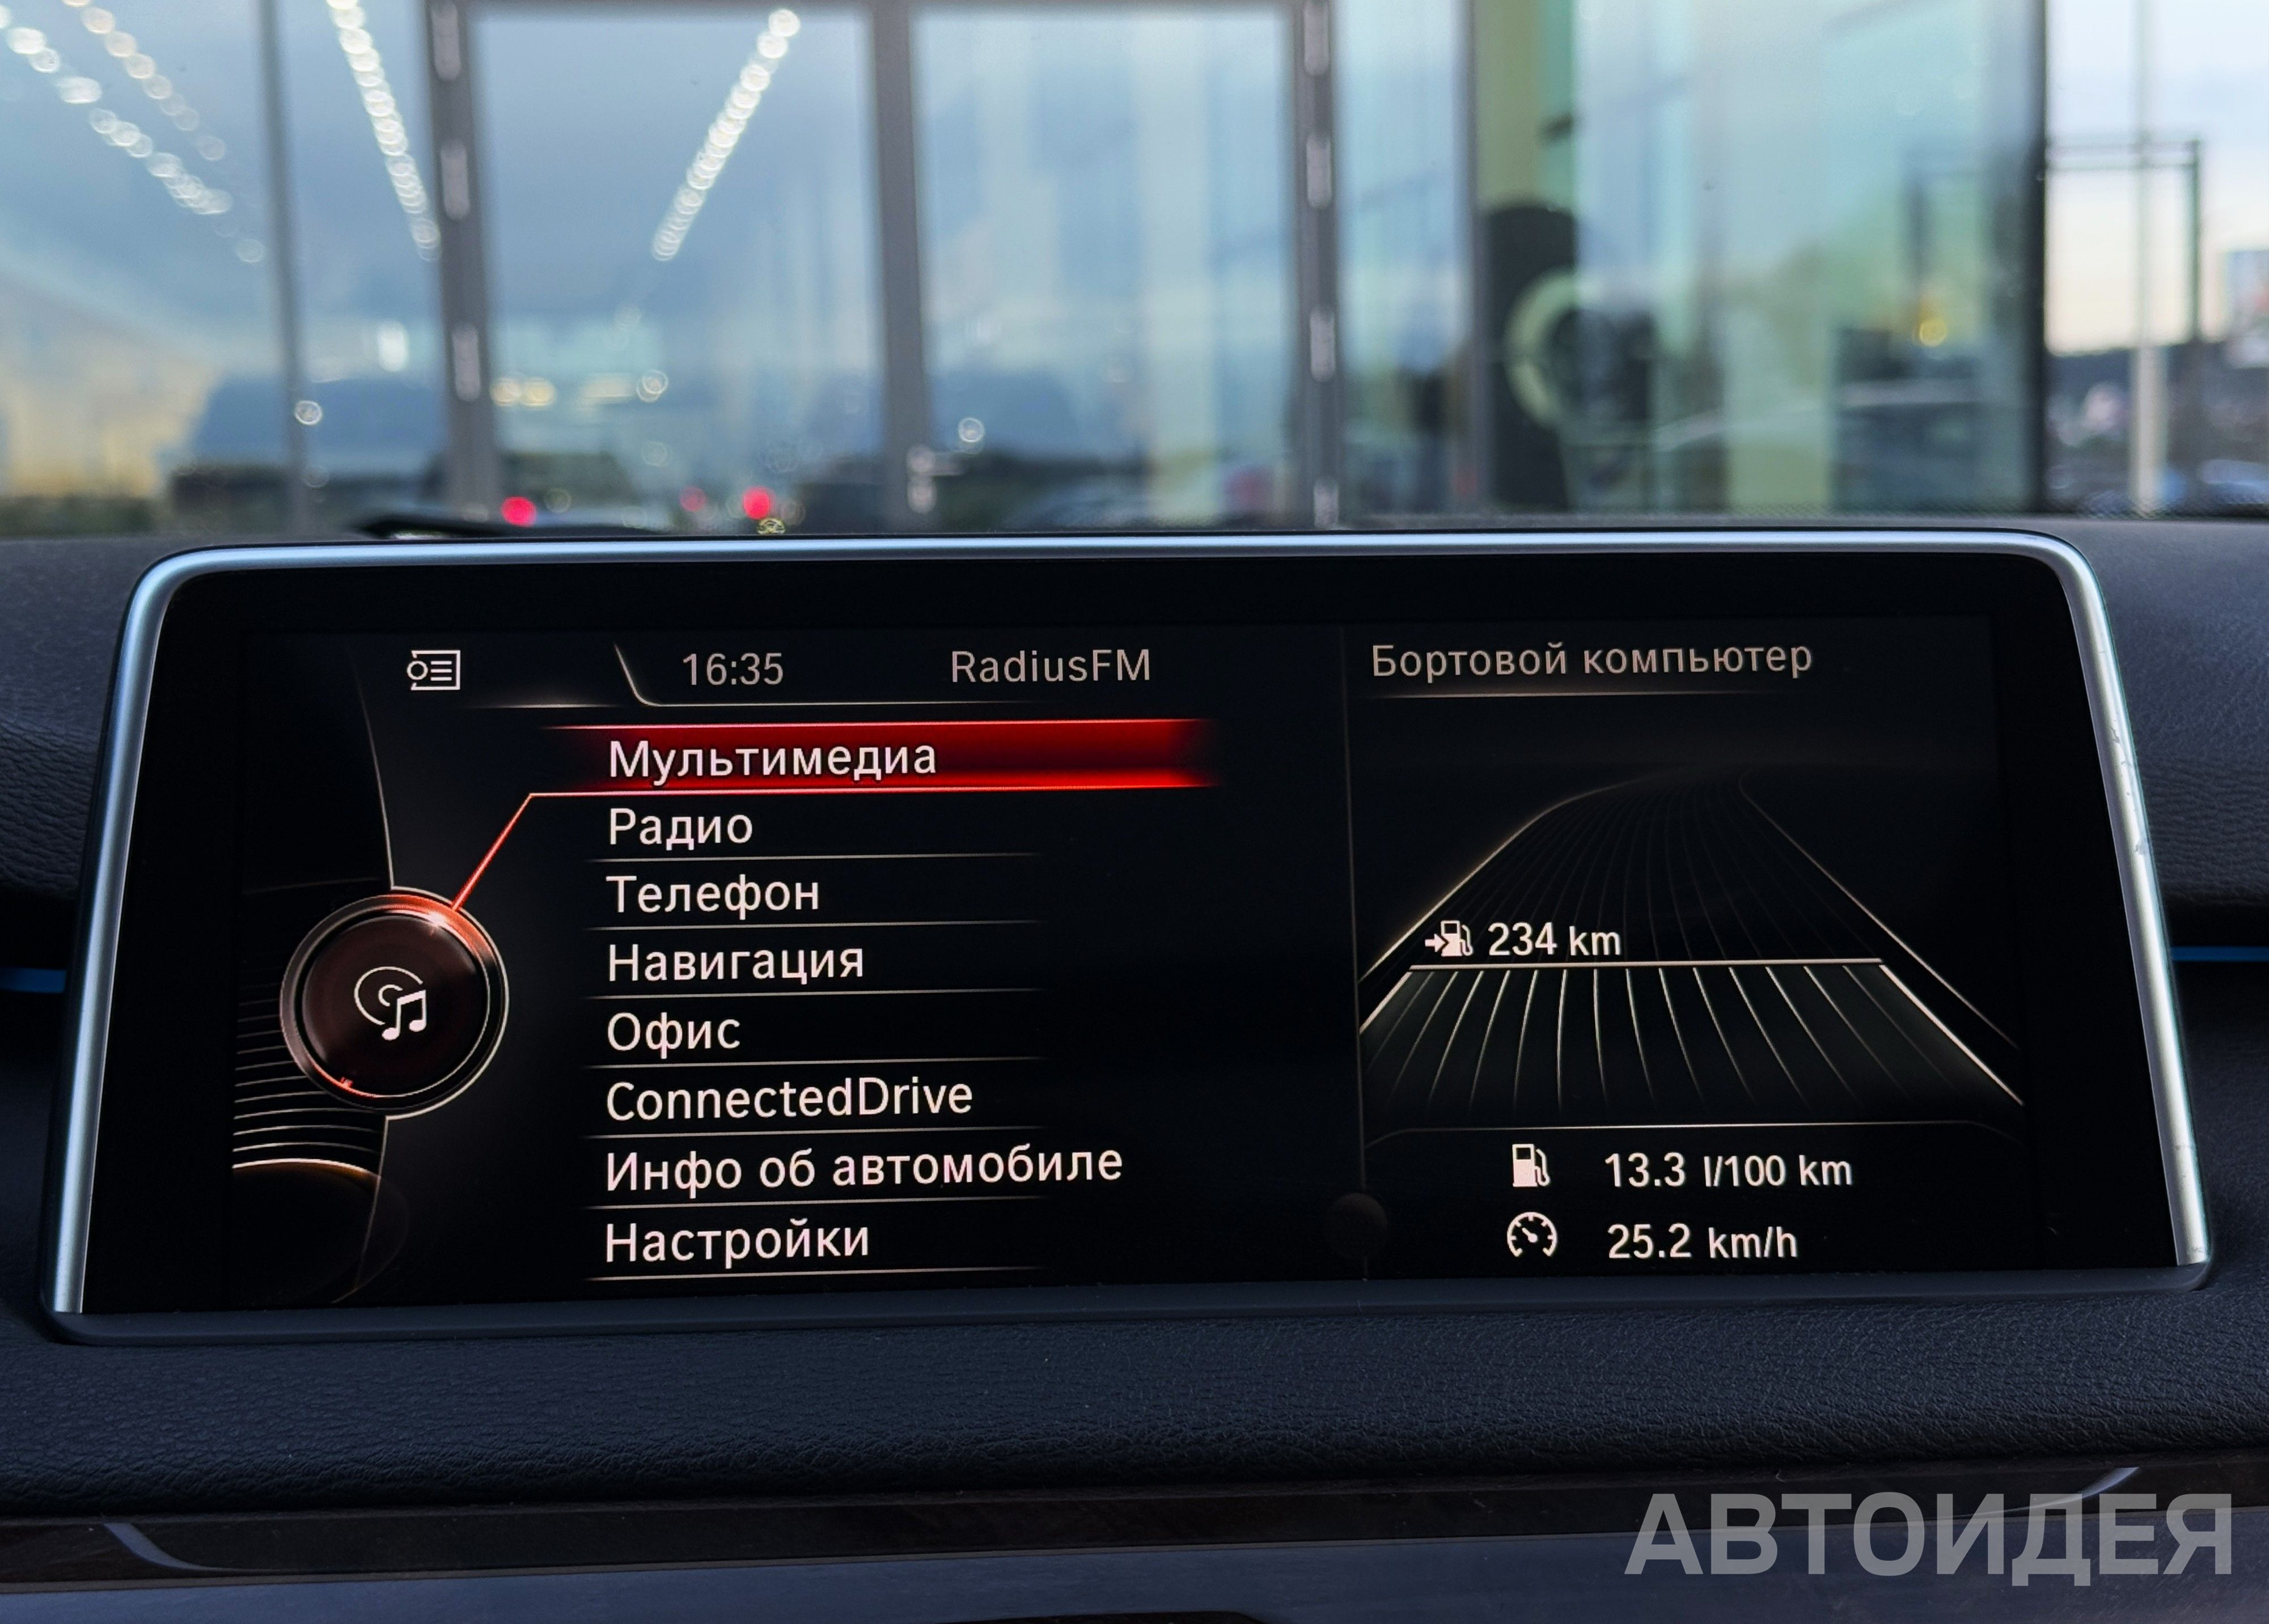 16:35 RadiusFM
Мультимедиа
Радио
Телефон
Навигация
Офис
ConnectedDrive
Инфо об автомобиле
Настройки
Бортовой компьютер
234 km
13.3 l/100 km
25.2 km/h
АВТОИДЕЯ